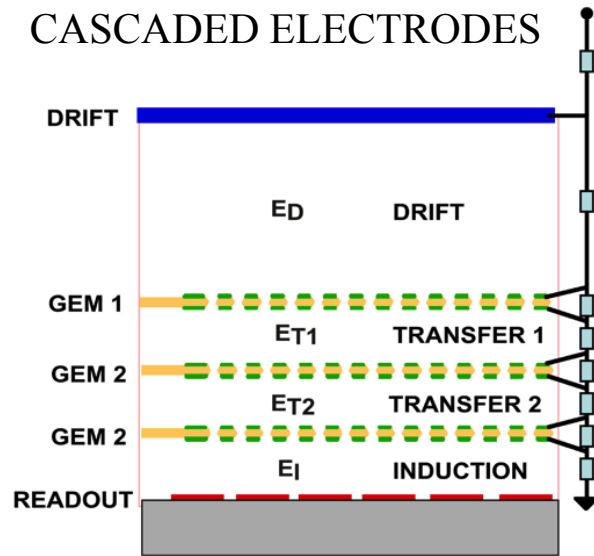 CASCADED ELECTRODES
DRIFT
ED DRIFT
GEM 1
ET1 TRANSFER 1
GEM 2
ET2 TRANSFER 2
GEM 2
EI INDUCTION
READOUT